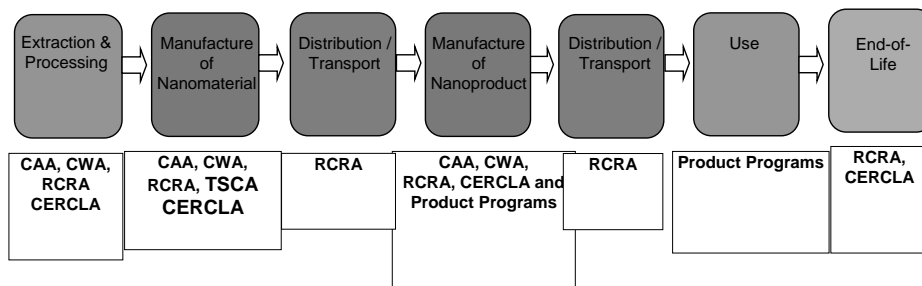 Extraction &
Processing
Manufacture
of
Nanomaterial
Distribution /
Transport
Manufacture
of
Nanoproduct
Distribution /
Transport
Use
End-of-
Life
CAA, CWA,
RCRA
CERCLA
CAA, CWA,
RCRA, TSCA
CERCLA
RCRA
CAA, CWA,
RCRA, CERCLA and
Product Programs
RCRA
Product Programs
RCRA,
CERCLA